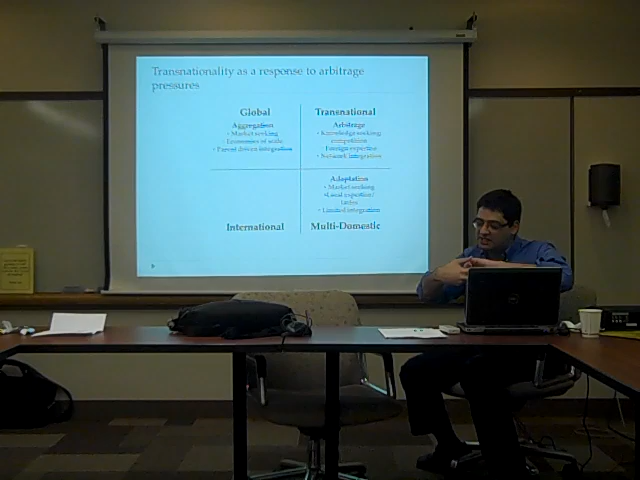 Transnationality as a response to arbitrage
pressures
Global
Aggregation
• Market seeking
Economies of scale
• Parent driven integration
Transnational
Arbitrage
• Knowledge seeking
competition
Foreign expertise
• Network integration
Adaptation
• Market seeking
•Local expertise/
• Limited integration
International
Multi-Domestic
DELL